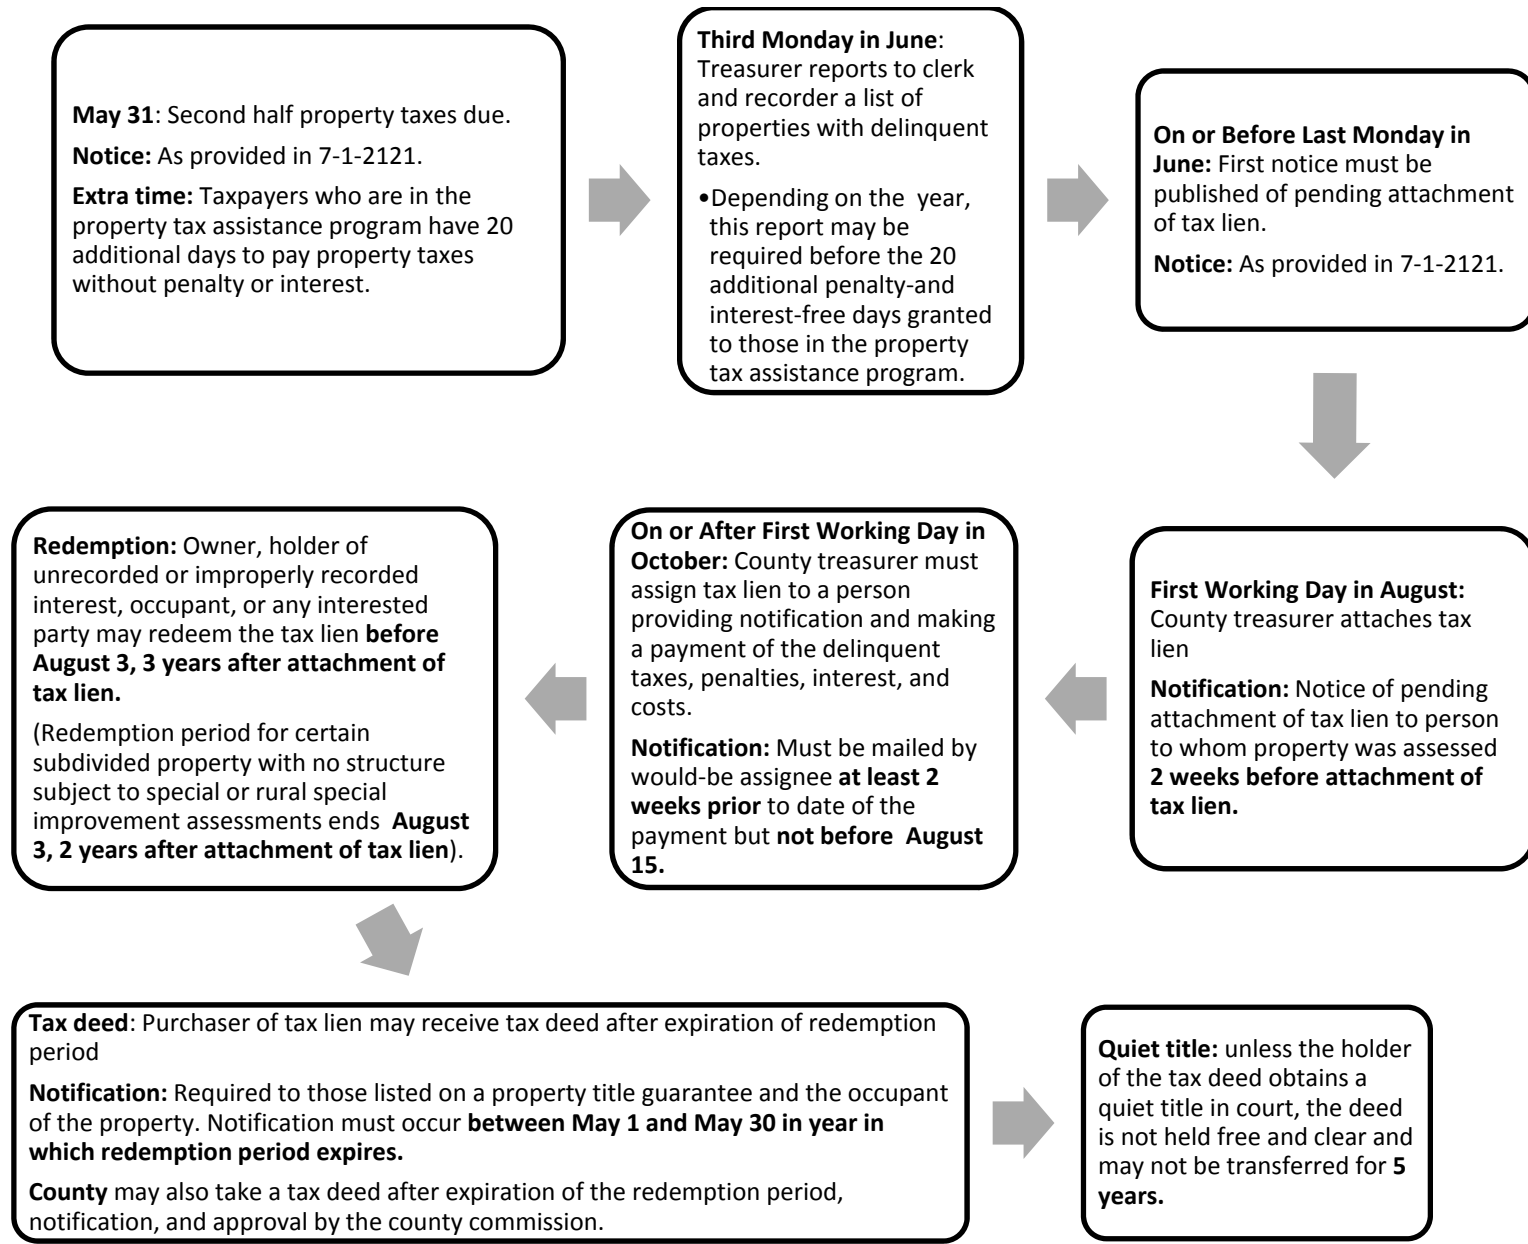 May 31: Second half property taxes due.
Notice: As provided in 7-1-2121.
Extra time: Taxpayers who are in the
property tax assistance program have 20
additional days to pay property taxes
without penalty or interest.
Third Monday in June:
Treasurer reports to clerk
and recorder a list of
properties with delinquent
taxes.
•Depending on the  year,
this report may be
required before the 20
additional penalty-and
interest-free days granted
to those in the property
tax assistance program.
On or Before Last Monday in
June: First notice must be
published of pending attachment
of tax lien.
Notice: As provided in 7-1-2121.
First Working Day in August:
County treasurer attaches tax
lien
Notification: Notice of pending
attachment of tax lien to person
to whom property was assessed
2 weeks before attachment of
tax lien.
On or After First Working Day in
October: County treasurer must
assign tax lien to a person
providing notification and making
a payment of the delinquent
taxes, penalties, interest, and
costs.
Notification: Must be mailed by
would-be assignee at least 2
weeks prior to date of the
payment but not before  August
15.
Redemption: Owner, holder of
unrecorded or improperly recorded
interest, occupant, or any interested
party may redeem the tax lien before
August 3, 3 years after attachment of
tax lien.
(Redemption period for certain
subdivided property with no structure
subject to special or rural special
improvement assessments ends  August
3, 2 years after attachment of tax lien).
Tax deed: Purchaser of tax lien may receive tax deed after expiration of redemption
period
Notification: Required to those listed on a property title guarantee and the occupant
of the property. Notification must occur between May 1 and May 30 in year in
which redemption period expires.
County may also take a tax deed after expiration of the redemption period,
notification, and approval by the county commission.
Quiet title: unless the holder
of the tax deed obtains a
quiet title in court, the deed
is not held free and clear and
may not be transferred for 5
years.